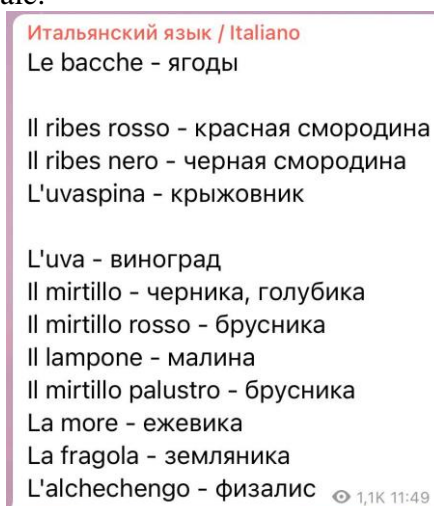 Итальянский язык / Italiano
Le bacche - ягоды
Il ribes rosso - красная смородина
Il ribes nero - черная смородина
L'uvaspina - крыжовник
L'uva - виноград
Il mirtillo - черника, голубика
Il mirtillo rosso - брусника
Il lampone - малина
Il mirtillo palustro - брусника
La more - ежевика
La fragola - земляника
L'alchechengo - физалис 1,1K 11:49